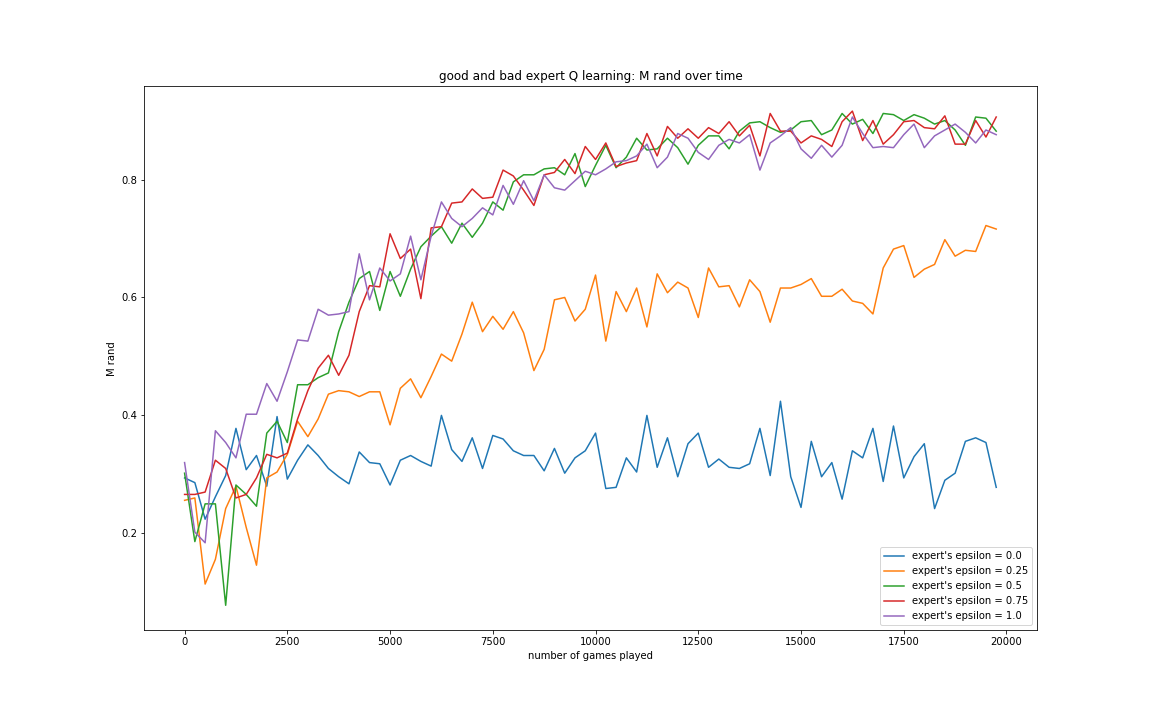 good and bad expert Q learning: M rand over time
M rand
0.8
0.6
0.4
0.2
0
2500
5000
7500
10000
12500
15000
17500
20000
number of games played
expert's epsilon = 0.0
expert's epsilon = 0.25
expert's epsilon = 0.5
expert's epsilon = 0.75
expert's epsilon = 1.0